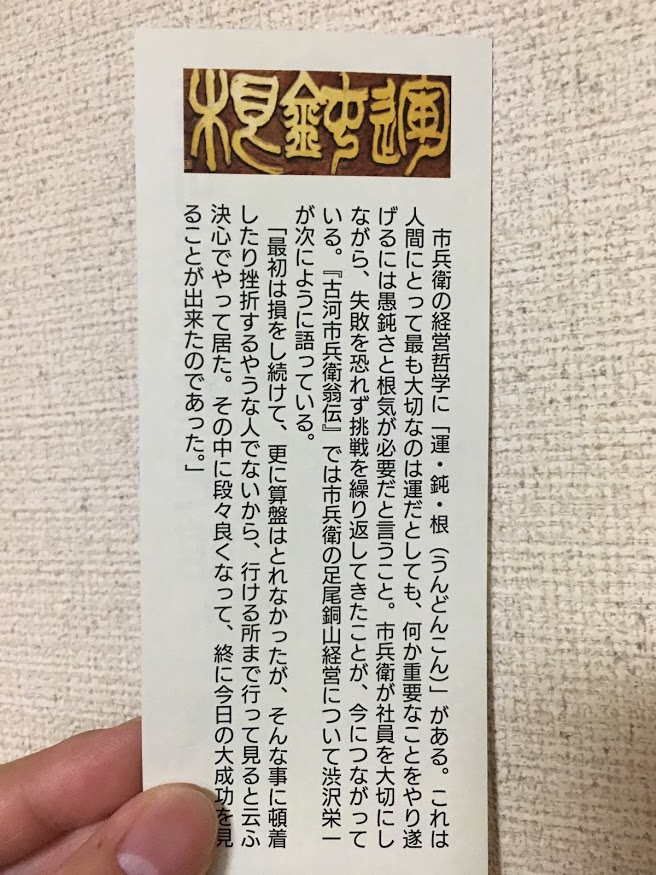 運鈍根
市兵衛の経営哲学に「運・鈍・根（うんどんこん）」がある。これは
人間にとって最も大切なのは運だとしても、何か重要なことをやり遂
げるには愚鈍さと根気が必要だと言うこと。市兵衛が社員を大切にし
ながら、失敗を恐れず挑戦を繰り返してきたことが、今につながって
いる。『古河市兵衛翁伝』では市兵衛の足尾銅山経営について渋沢栄一
が次にように語っている。
「最初は損をし続けて、更に算盤はとれなかったが、そんな事に頓着
したり挫折するやうな人でないから、行ける所まで行って見ると云ふ
決心でやって居た。その中に段々良くなって、終に今日の大成功を見
ることが出来たのであった。」